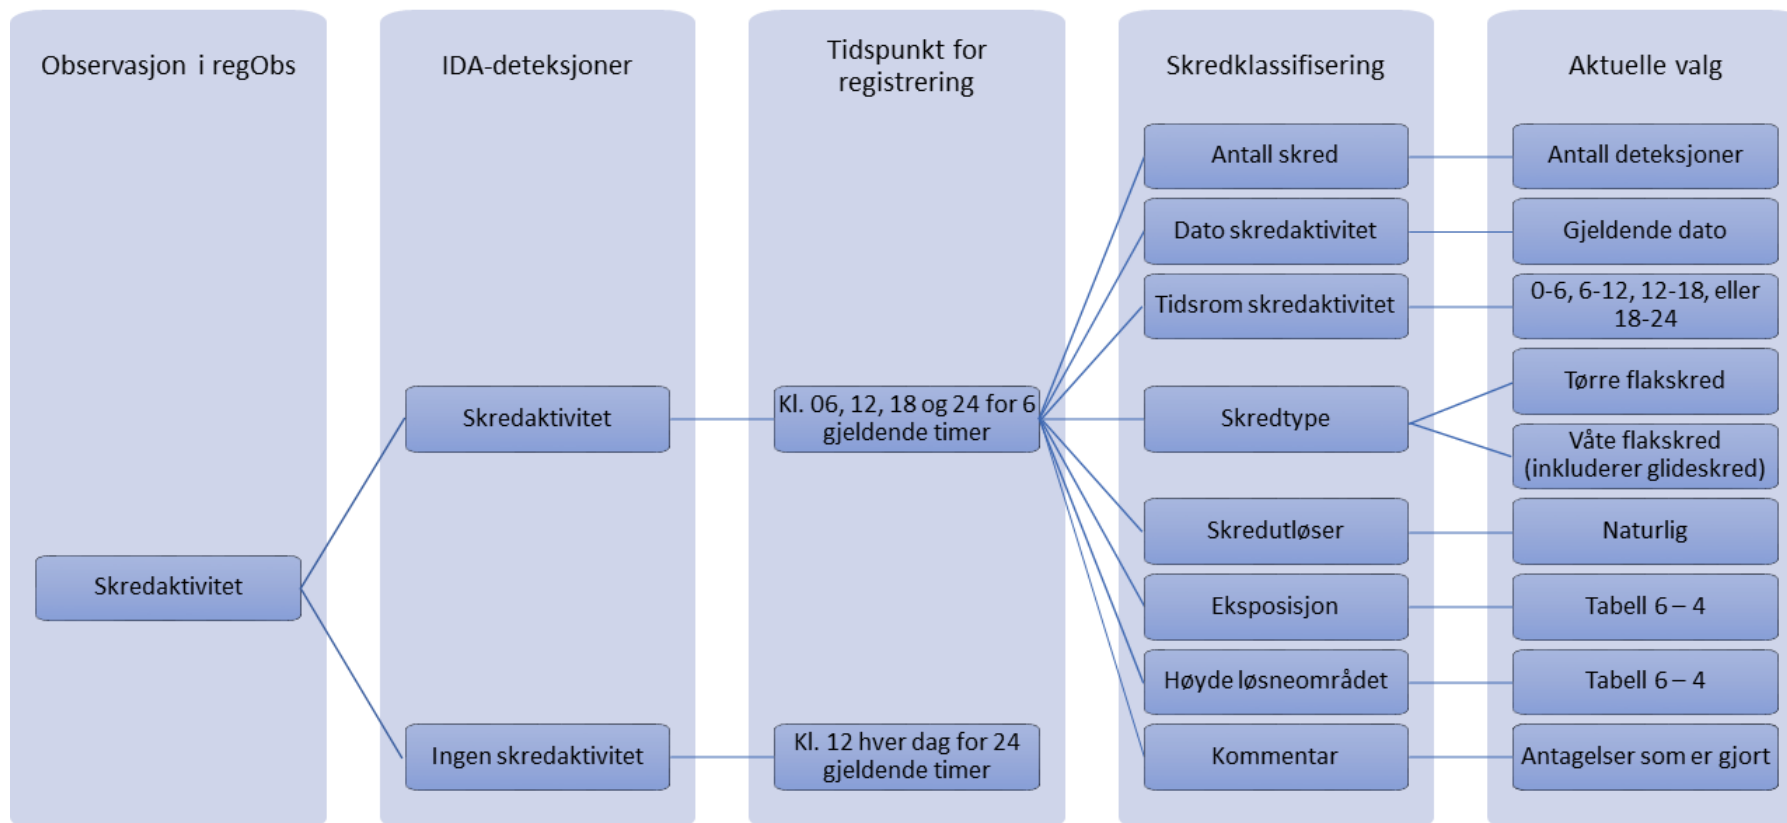 Observasjon i regObs
IDA-deteksjoner
Tidspunkt for
registrering
Skredklassifisering
Aktuelle valg
Skredaktivitet
Skredaktivitet
Ingen skredaktivitet
Kl. 06, 12, 18 og 24 for 6
gjeldende timer
Kl. 12 hver dag for 24
gjeldende timer
Antall skred
Dato skredaktivitet
Tidsrom skredaktivitet
Skredtype
Skredutløser
Eksposisjon
Høyde løsneområdet
Kommentar
Antall deteksjoner
Gjeldende dato
0-6, 6-12, 12-18, eller
18-24
Tørre flakskred
Våte flakskred
(inkluderer glideskred)
Naturlig
Tabell 6 – 4
Tabell 6 – 4
Antagelser som er gjort